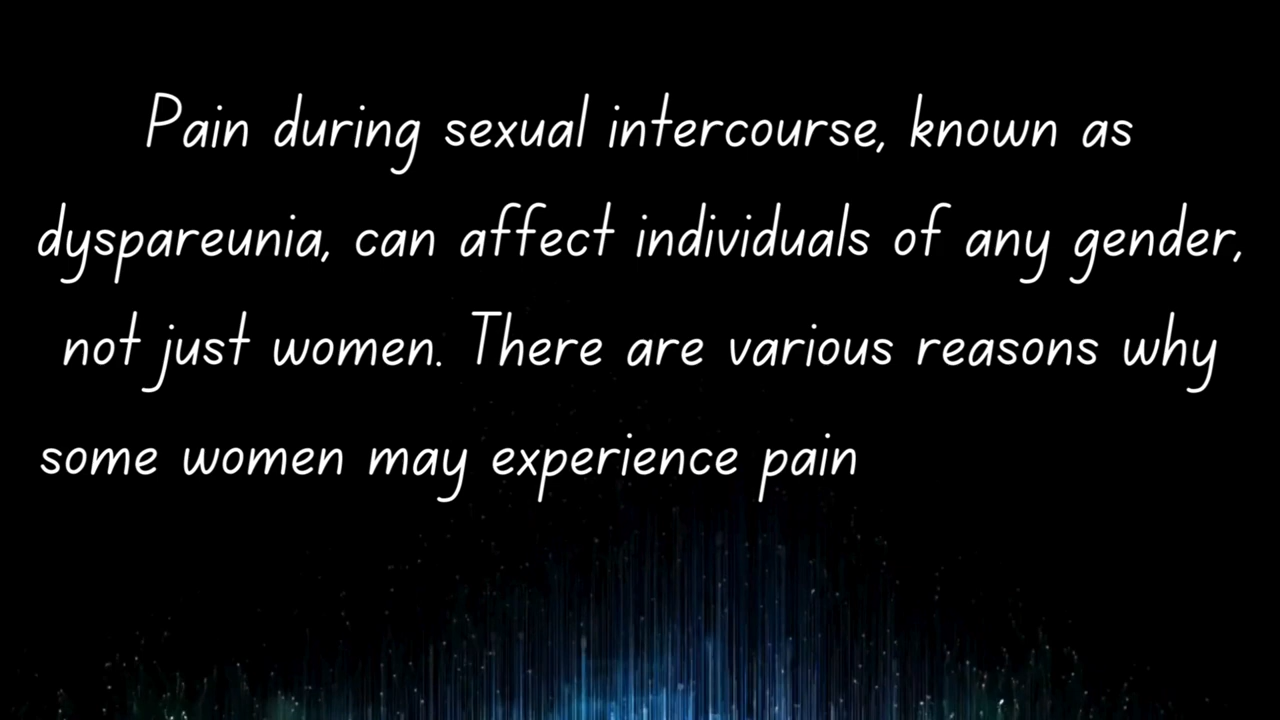 Pain during sexual intercourse, known as
dyspareunia, can affect individuals of any gender,
not just women. There are various reasons why
some women may experience pain